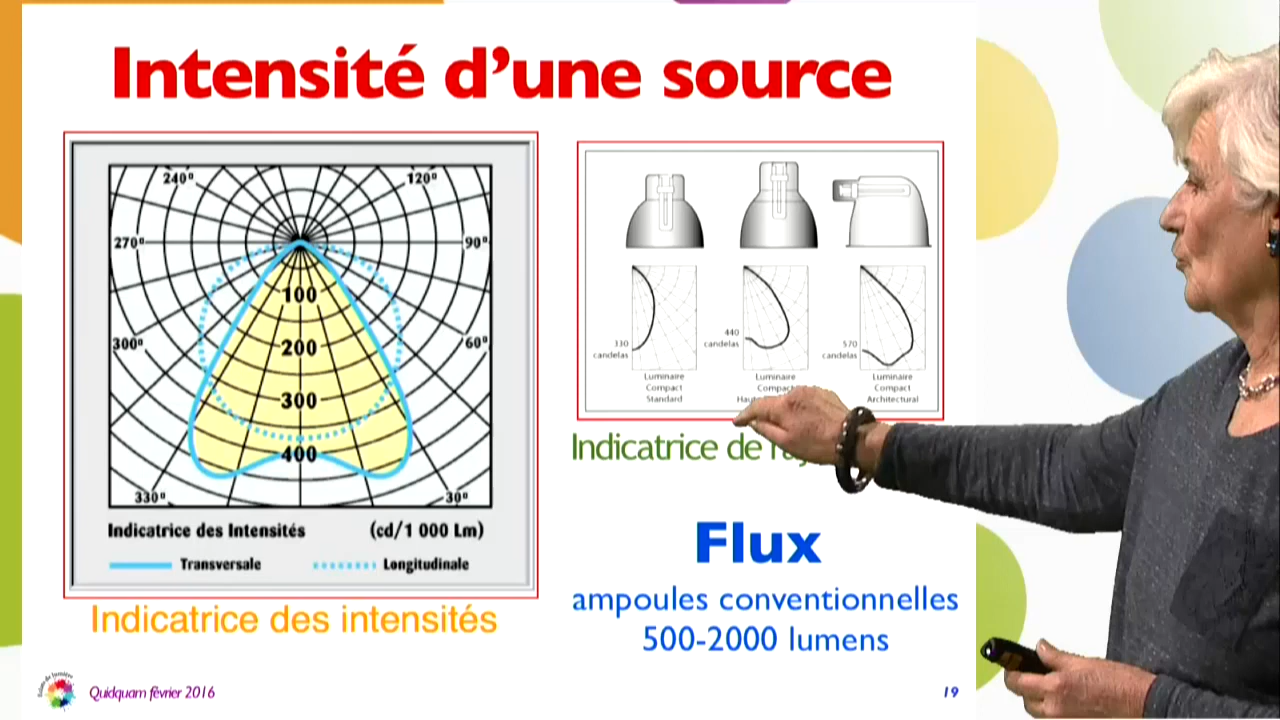 Intensité d'une source
240°
120°
270°
90°
100
300°
200
60°
300
400
330°
30°
Indicatrice des Intensités (cd/1 000 Lm)
Transversale Longitudinale
Indicatrice des intensités
330
candelas
440
candelas
570
candelas
Luminaire
Compact
Standard
Luminaire
Compact
Luminaire
Compact
Architectural
Indicatrice de
Flux
ampoules conventionnelles
500-2000 lumens
Quidquam février 2016
19